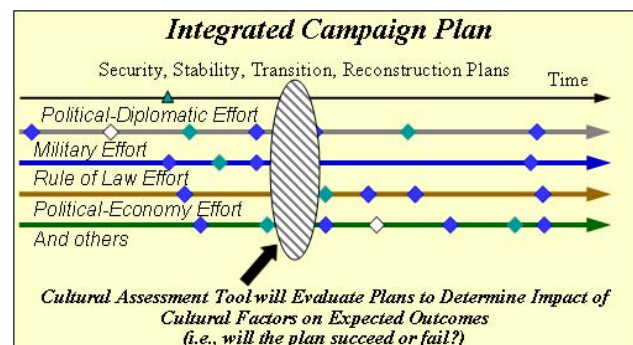 Integrated Campaign Plan
Security, Stability, Transition, Reconstruction Plans
Time
Political-Diplomatic Effort
Military Effort
Rule of Law Effort
Political-Economy Effort
And others
Cultural Assessment Tool will Evaluate Plans to Determine Impact of
Cultural Factors on Expected Outcomes
(i.e., will the plan succeed or fail?)